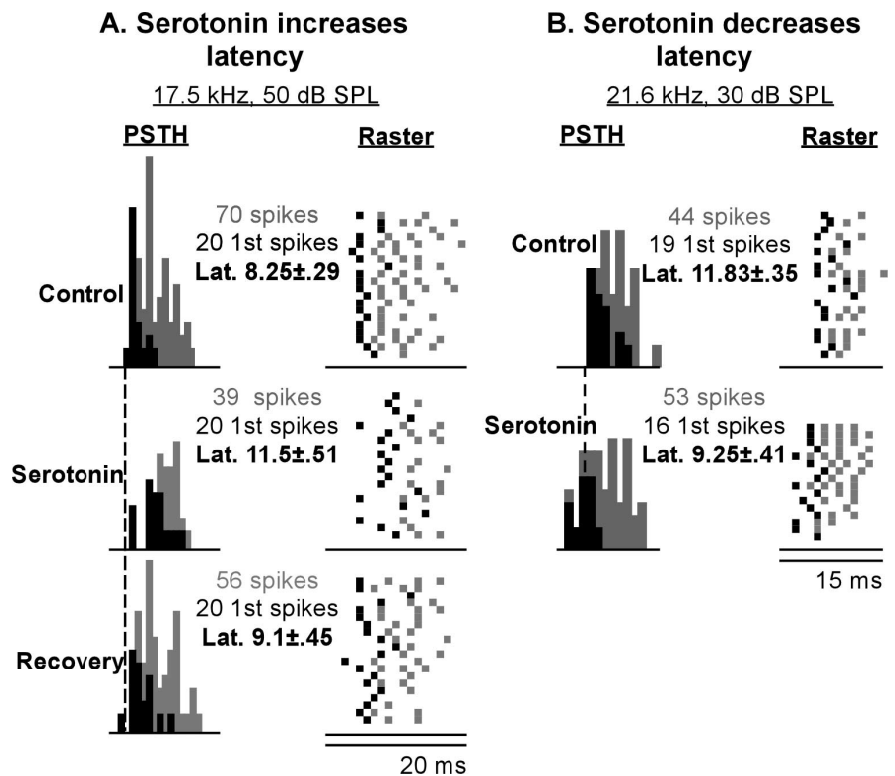 A. Serotonin increases
latency
17.5 kHz, 50 dB SPL
PSTH
Raster
Control
70 spikes
20 1st spikes
Lat. 8.25±.29
Serotonin
39 spikes
20 1st spikes
Lat. 11.5±.51
Recovery
56 spikes
20 1st spikes
Lat. 9.1±.45
20 ms
B. Serotonin decreases
latency
21.6 kHz, 30 dB SPL
PSTH
Raster
Control
44 spikes
19 1st spikes
Lat. 11.83±.35
Serotonin
53 spikes
16 1st spikes
Lat. 9.25±.41
15 ms